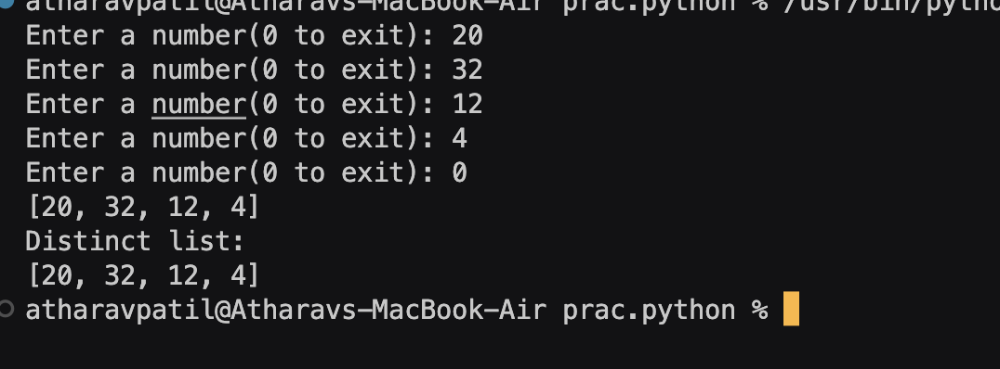 atharavpatil@Atharavs-MacBook-Air prac.python % /usr/bin/pytho
Enter a number(0 to exit): 20
Enter a number(0 to exit): 32
Enter a number(0 to exit): 12
Enter a number(0 to exit): 4
Enter a number(0 to exit): 0
[20, 32, 12, 4]
Distinct list:
[20, 32, 12, 4]
atharavpatil@Atharavs-MacBook-Air prac.python %